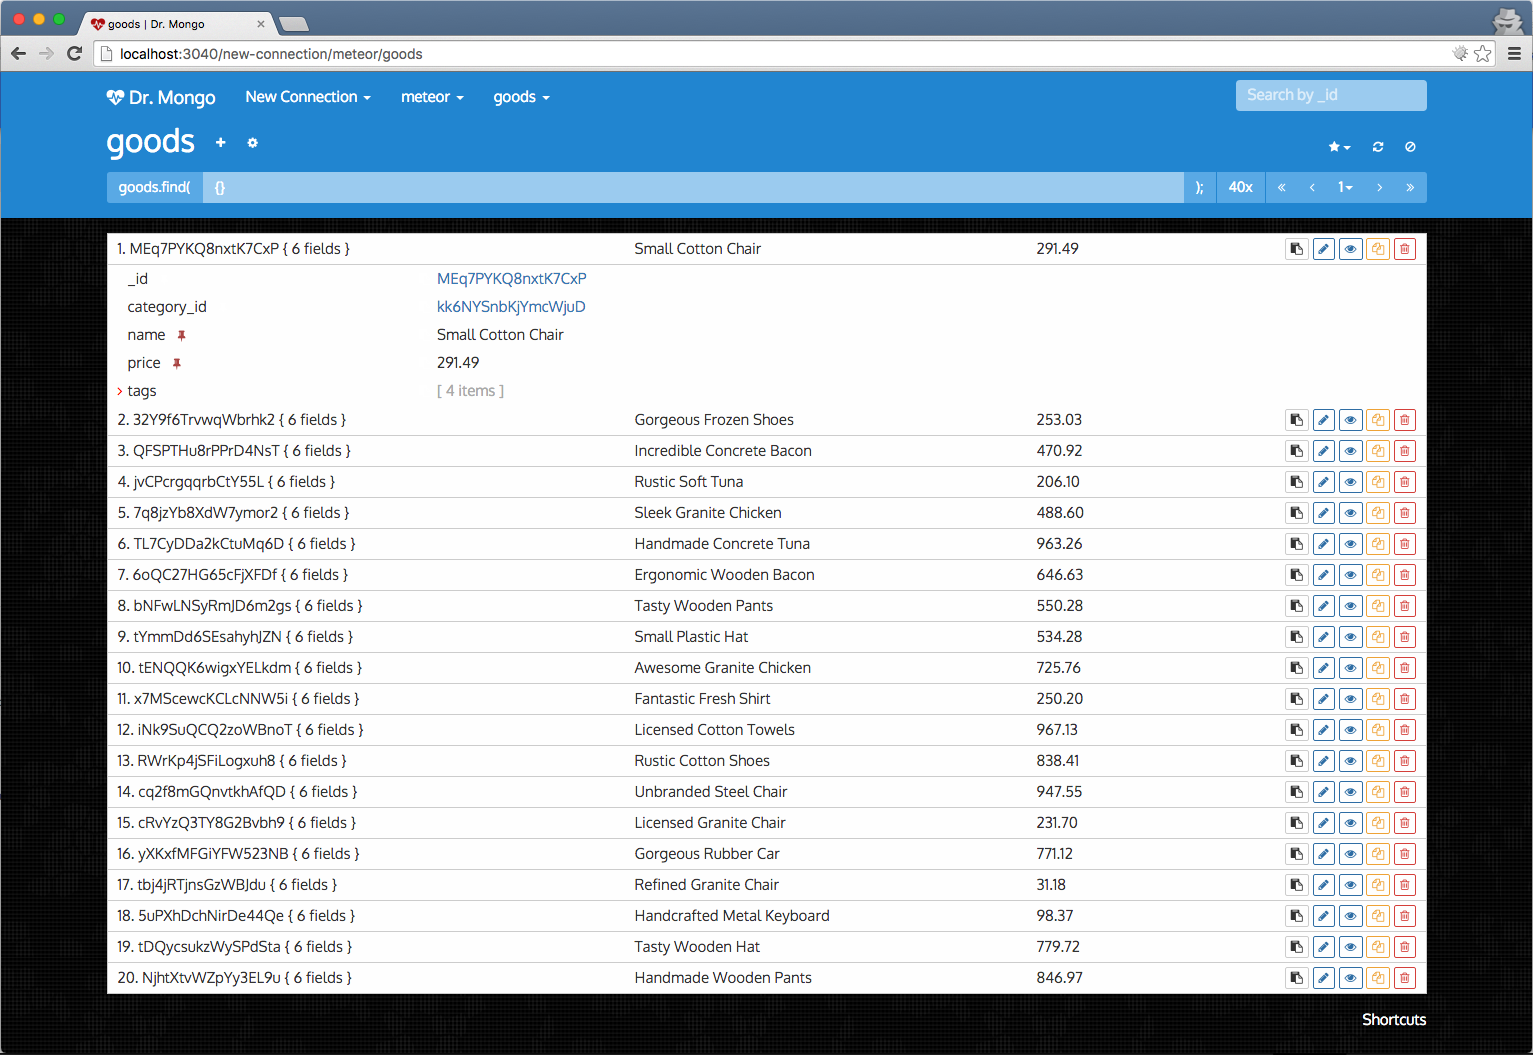 goods | Dr. Mongo
localhost:3040/new-connection/meteor/goods
Dr. Mongo New Connection meteor goods Search by _id
goods
goods.find( {} ); 40x « ‹ 1 › »
1. MEq7PYKQ8nxtK7CxP { 6 fields } Small Cotton Chair 291.49
_id MEq7PYKQ8nxtK7CxP
category_id kk6NYSnbKjYmcWjuD
name Small Cotton Chair
price 291.49
tags [ 4 items ]
2. 32Y9f6TrvwqWbrhk2 { 6 fields } Gorgeous Frozen Shoes 253.03
3. QFSPTHu8rPPrD4NsT { 6 fields } Incredible Concrete Bacon 470.92
4. jvCPcrgqqrbCtY55L { 6 fields } Rustic Soft Tuna 206.10
5. 7q8jzYb8XdW7ymor2 { 6 fields } Sleek Granite Chicken 488.60
6. TL7CyDDa2kCtuMq6D { 6 fields } Handmade Concrete Tuna 963.26
7. 6oQC27HG65cFjXFDf { 6 fields } Ergonomic Wooden Bacon 646.63
8. bNFwLNSyRmJD6m2gs { 6 fields } Tasty Wooden Pants 550.28
9. tYmmDd6SEsahyhJZN { 6 fields } Small Plastic Hat 534.28
10. tENQQK6wigxYELkdm { 6 fields } Awesome Granite Chicken 725.76
11. x7MScewcKCLcNNW5i { 6 fields } Fantastic Fresh Shirt 250.20
12. iNk9SuQCQ2zoWBnoT { 6 fields } Licensed Cotton Towels 967.13
13. RWrKp4jSFiLogxuh8 { 6 fields } Rustic Cotton Shoes 838.41
14. cq2f8mGQnvtkhAfQD { 6 fields } Unbranded Steel Chair 947.55
15. cRvYzQ3TY8G2Bvbh9 { 6 fields } Licensed Granite Chair 231.70
16. yXKxfMFGiYFW523NB { 6 fields } Gorgeous Rubber Car 771.12
17. tbj4jRTjnsGzWBJdu { 6 fields } Refined Granite Chair 31.18
18. 5uPXhDchNirDe44Qe { 6 fields } Handcrafted Metal Keyboard 98.37
19. tDQycsukzWySPdSta { 6 fields } Tasty Wooden Hat 779.72
20. NjhtXtvWZpYy3EL9u { 6 fields } Handmade Wooden Pants 846.97
Shortcuts